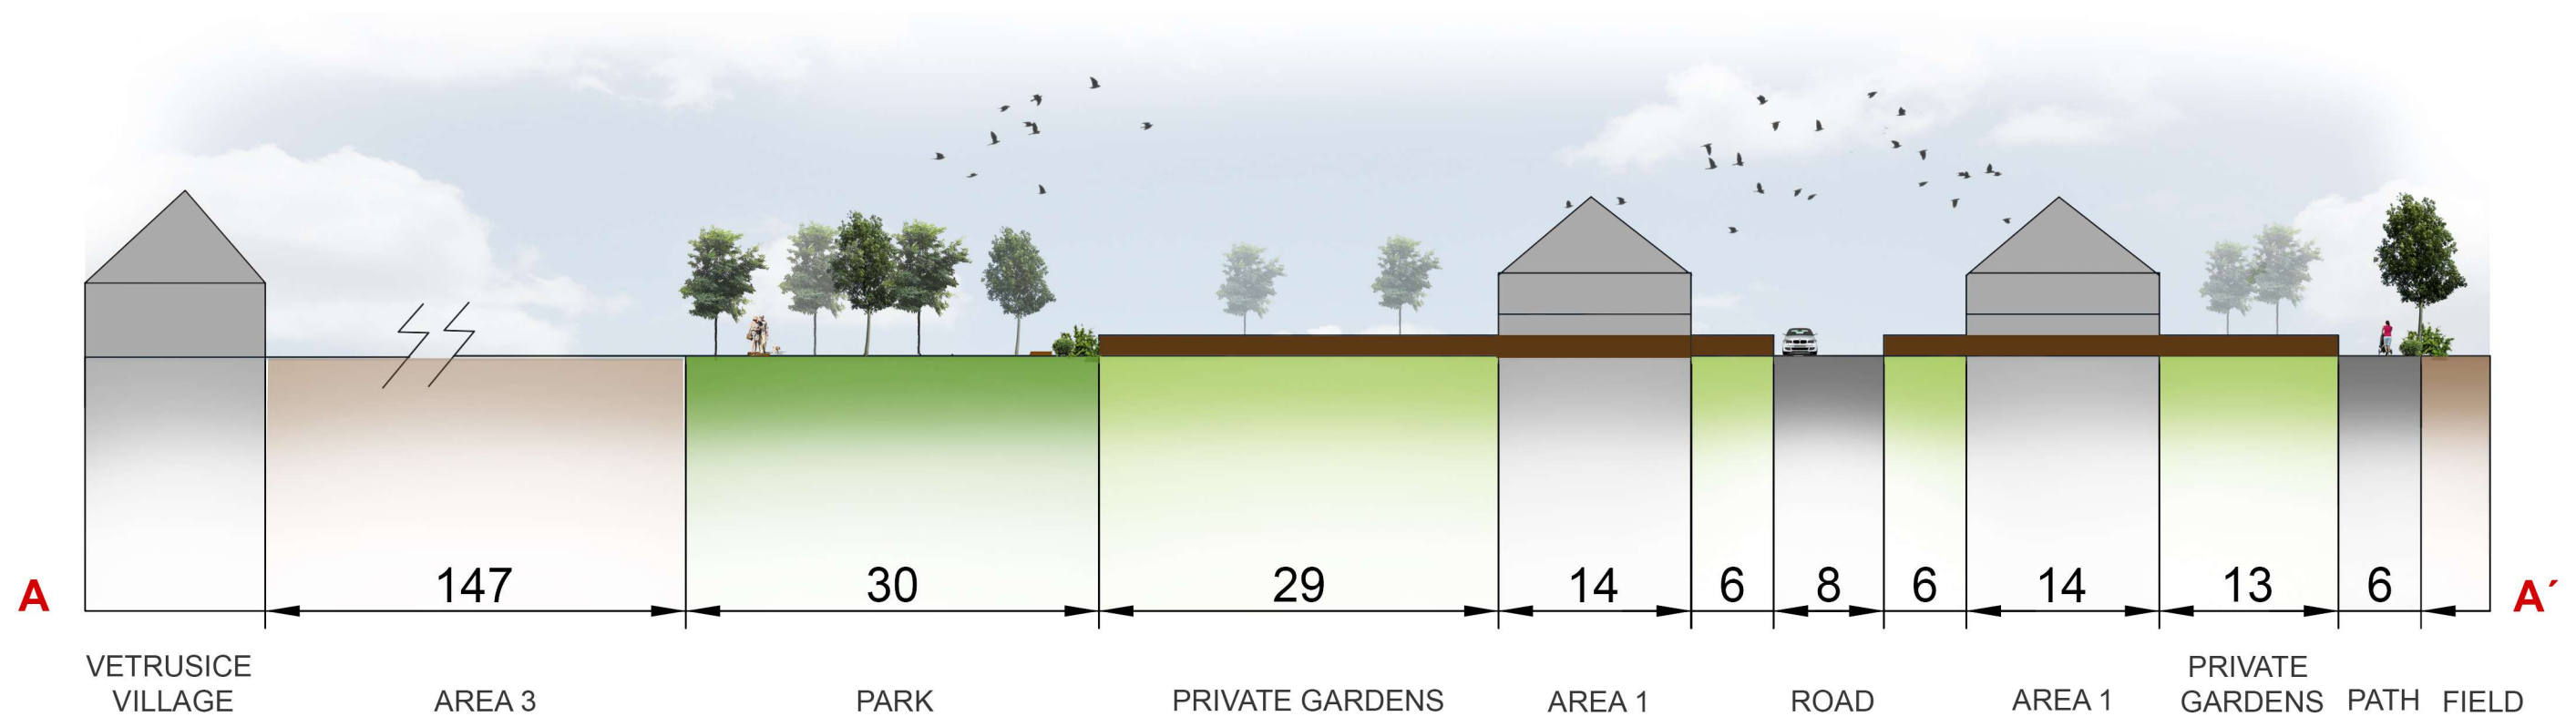 A 147 30 29 14 6 8 6 14 13 6 A´
VETRUSICE
VILLAGE
AREA 3
PARK
PRIVATE GARDENS
AREA 1
ROAD
AREA 1
PRIVATE
GARDENS
PATH
FIELD